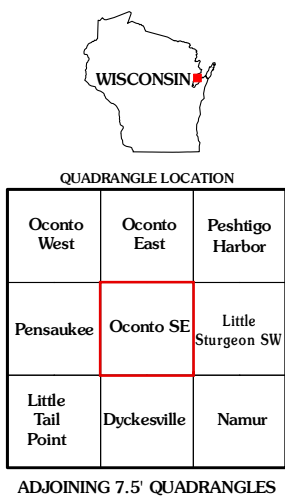 WISCONSIN
QUADRANGLE LOCATION
Oconto
West
Oconto
East
Peshtigo
Harbor
Pensaukee
Oconto SE
Little
Sturgeon SW
Little
Tail
Point
Dyckesville
Namur
ADJOINING 7.5' QUADRANGLES